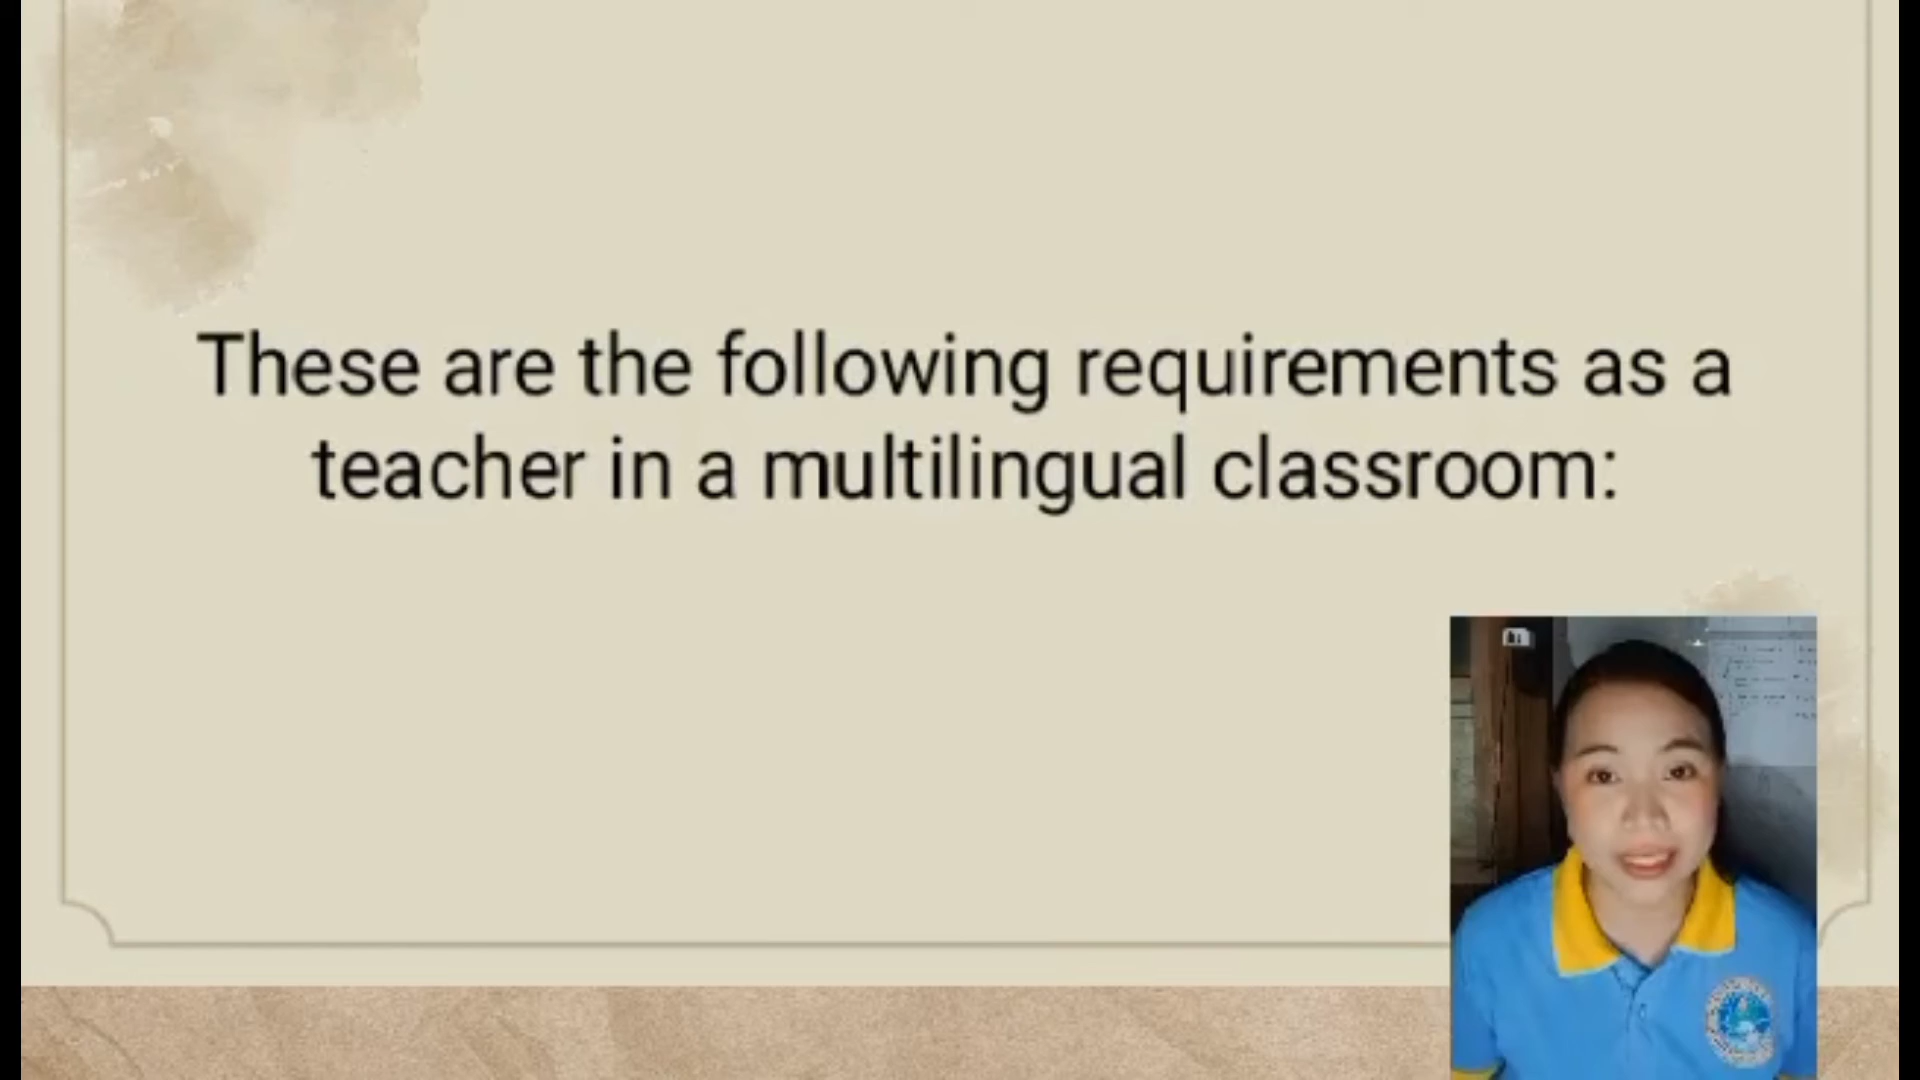 These are the following requirements as a
teacher in a multilingual classroom: